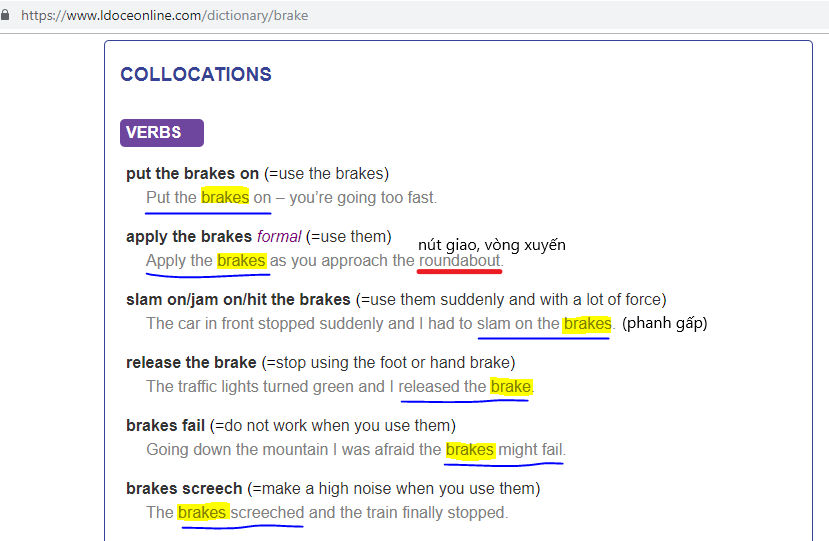 https://www.ldoceonline.com/dictionary/brake
COLLOCATIONS
VERBS
put the brakes on (=use the brakes)
Put the brakes on – you’re going too fast.
apply the brakes formal (=use them)
nút giao, vòng xuyến
Apply the brakes as you approach the roundabout.
slam on/jam on/hit the brakes (=use them suddenly and with a lot of force)
The car in front stopped suddenly and I had to slam on the brakes. (phanh gấp)
release the brake (=stop using the foot or hand brake)
The traffic lights turned green and I released the brake.
brakes fail (=do not work when you use them)
Going down the mountain I was afraid the brakes might fail.
brakes screech (=make a high noise when you use them)
The brakes screeched and the train finally stopped.